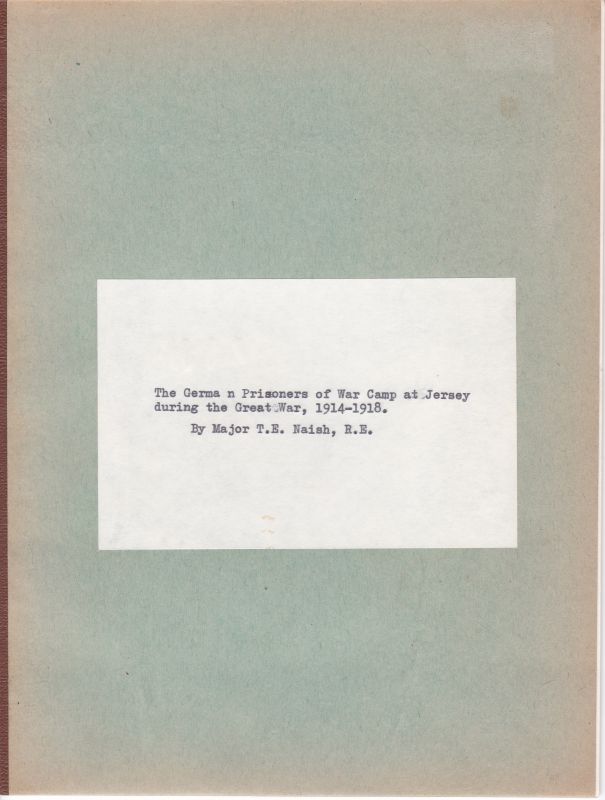 The Germa n Prisoners of War Camp at Jersey
during the Great War, 1914-1918.
By Major T.E. Naish, R.E.